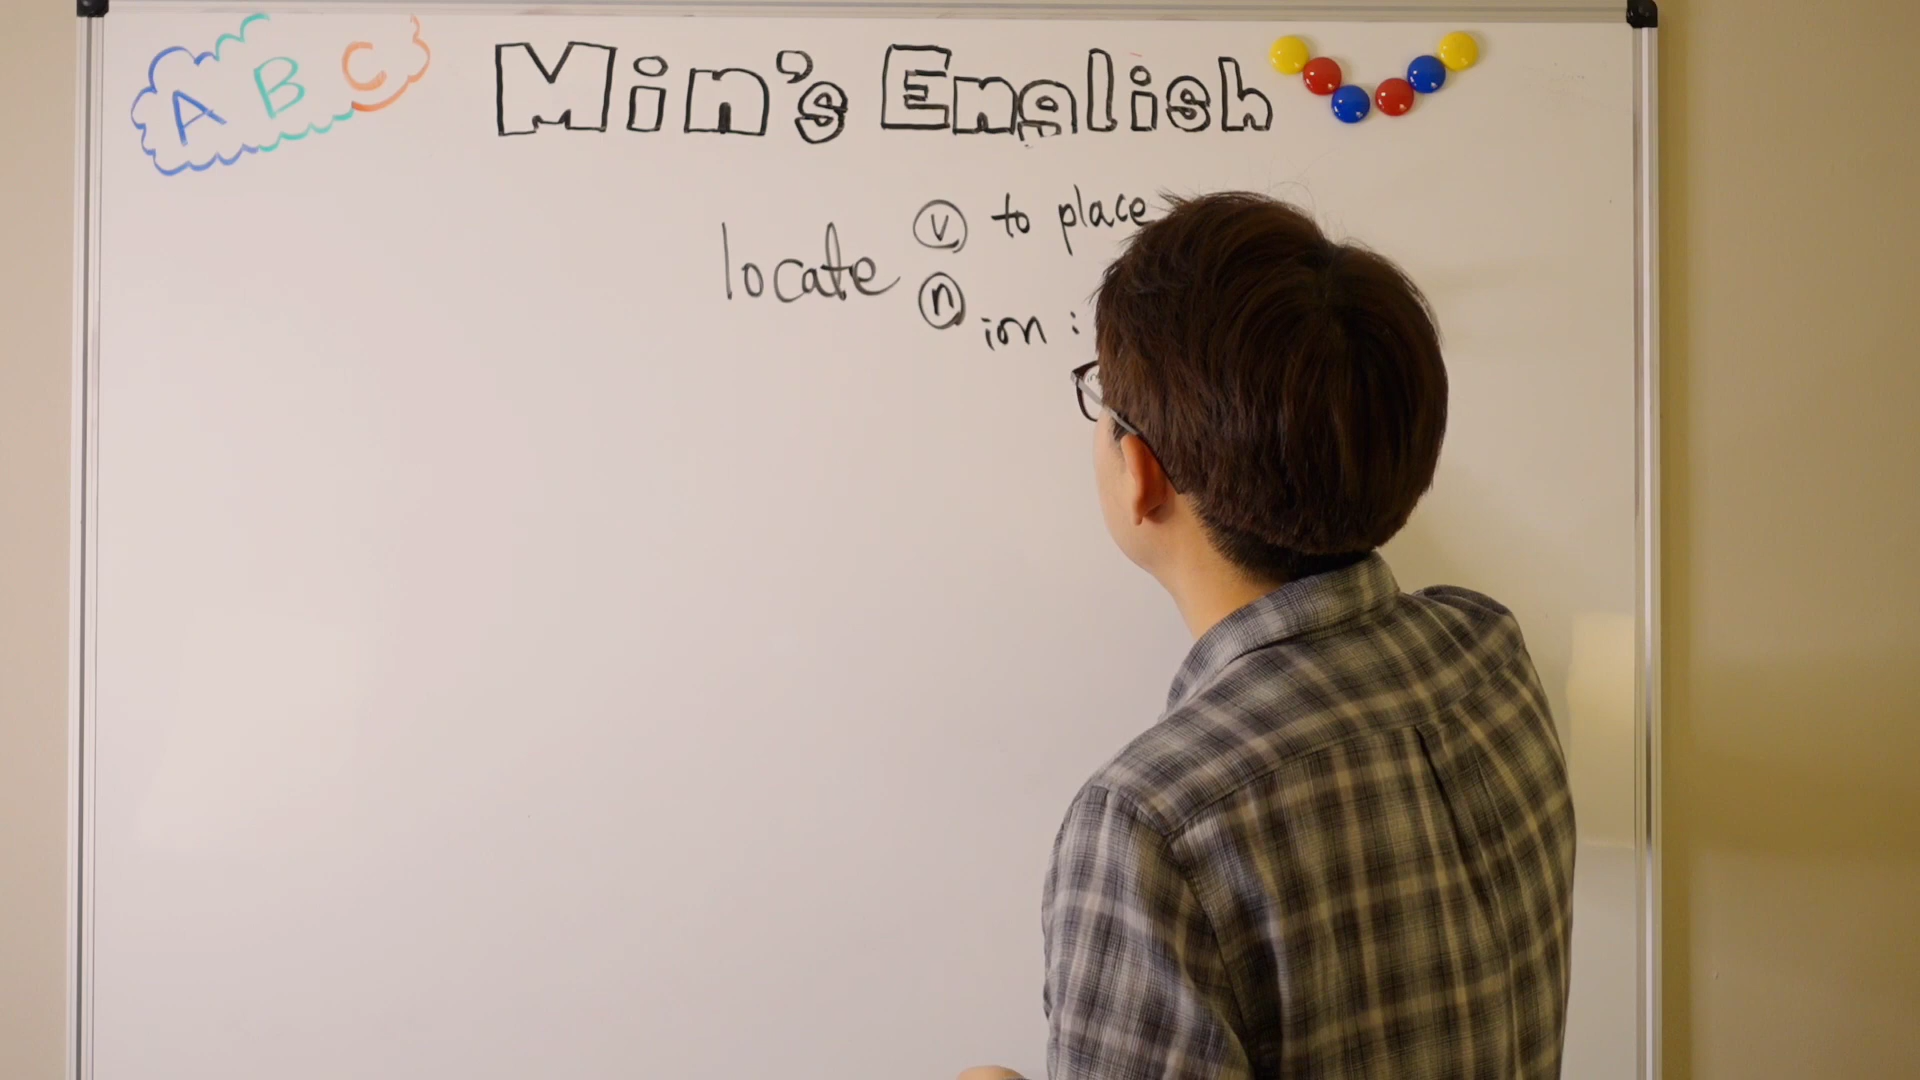 A B C
Min's English
locate
ⓥ to place
ⓝ ion :